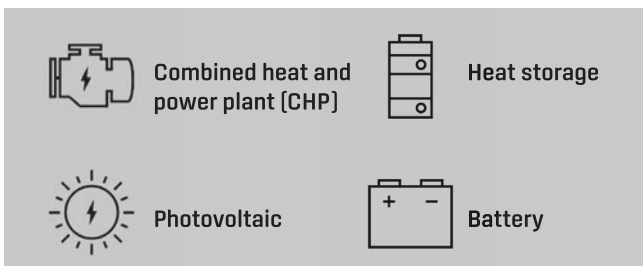 Combined heat and
power plant (CHP)
Heat storage
Photovoltaic
+ −
Battery